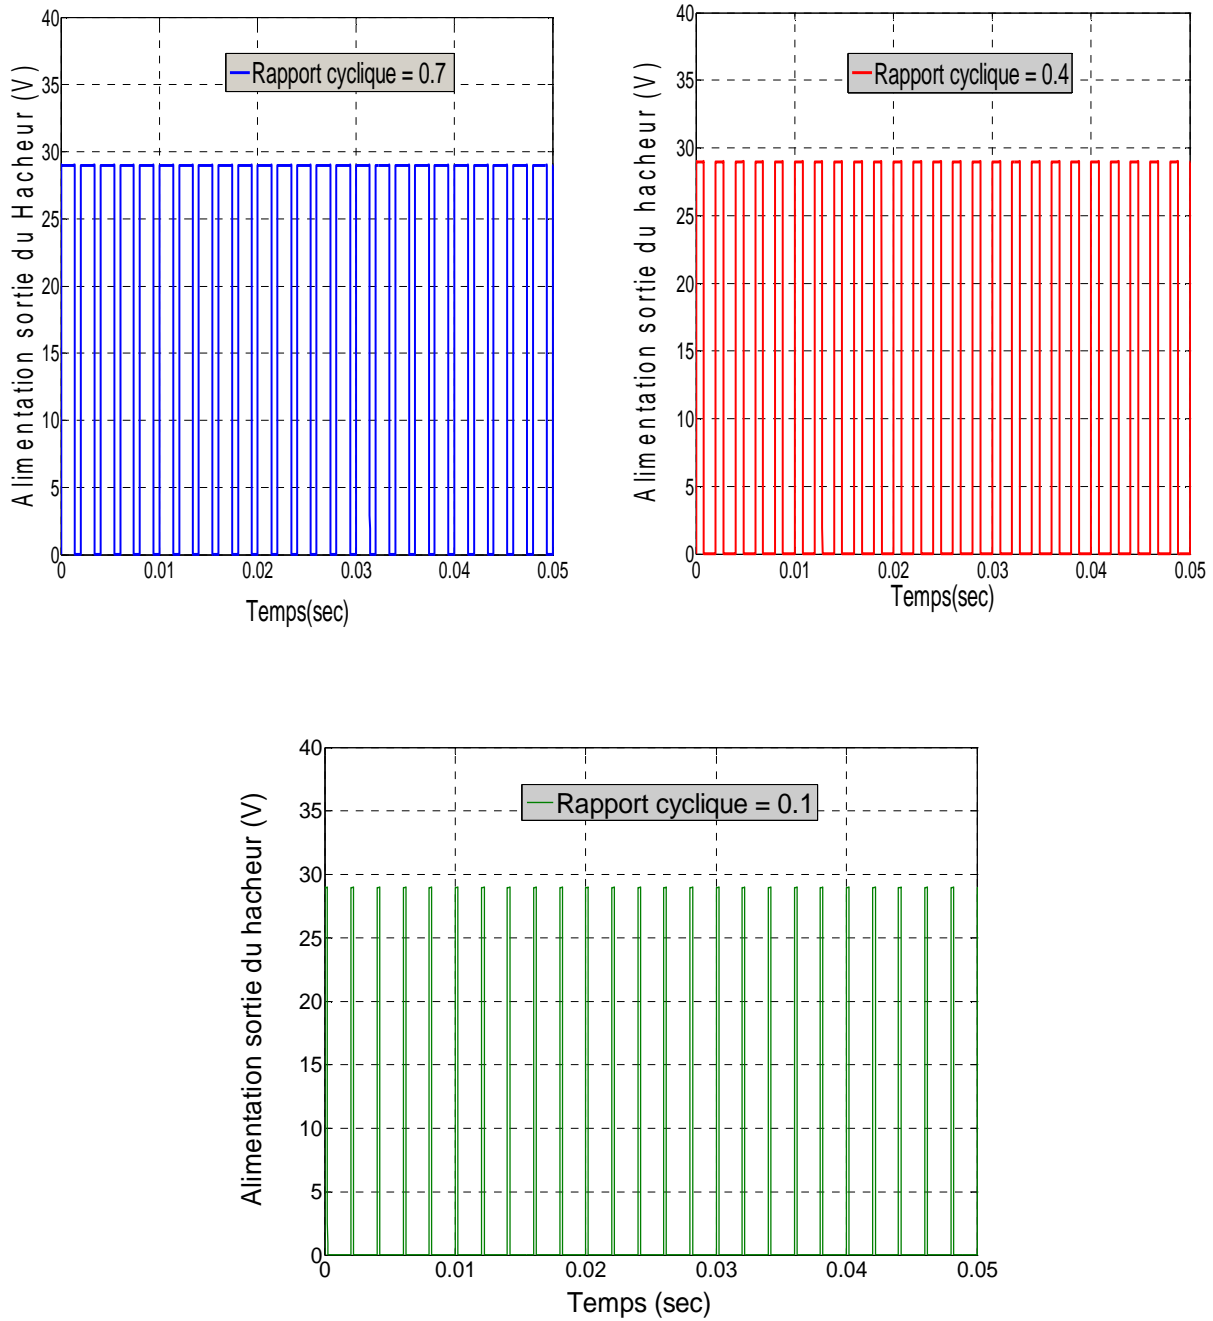 Alimentation sortie du Hacheur (V)
40
35
30
25
20
15
10
5
0
Rapport cyclique = 0.7
0 0.01 0.02 0.03 0.04 0.05
Temps(sec)
Alimentation sortie du hacheur (V)
40
35
30
25
20
15
10
5
0
Rapport cyclique = 0.4
0 0.01 0.02 0.03 0.04 0.05
Temps(sec)
Alimentation sortie du hacheur (V)
40
35
30
25
20
15
10
5
0
Rapport cyclique = 0.1
0 0.01 0.02 0.03 0.04 0.05
Temps (sec)